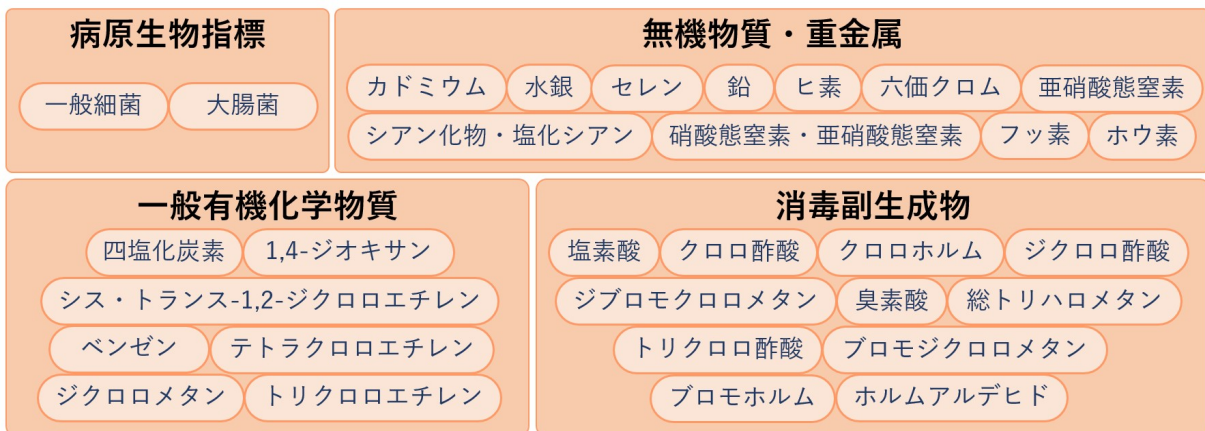 病原生物指標
一般細菌 大腸菌
無機物質・重金属
カドミウム 水銀 セレン 鉛 ヒ素 六価クロム 亜硝酸態窒素
シアン化物・塩化シアン 硝酸態窒素・亜硝酸態窒素 フッ素 ホウ素
一般有機化学物質
四塩化炭素 1,4-ジオキサン
シス・トランス-1,2-ジクロロエチレン
ベンゼン テトラクロロエチレン
ジクロロメタン トリクロロエチレン
消毒副生成物
塩素酸 クロロ酢酸 クロロホルム ジクロロ酢酸
ジブロモクロロメタン 臭素酸 総トリハロメタン
トリクロロ酢酸 ブロモジクロロメタン
ブロモホルム ホルムアルデヒド